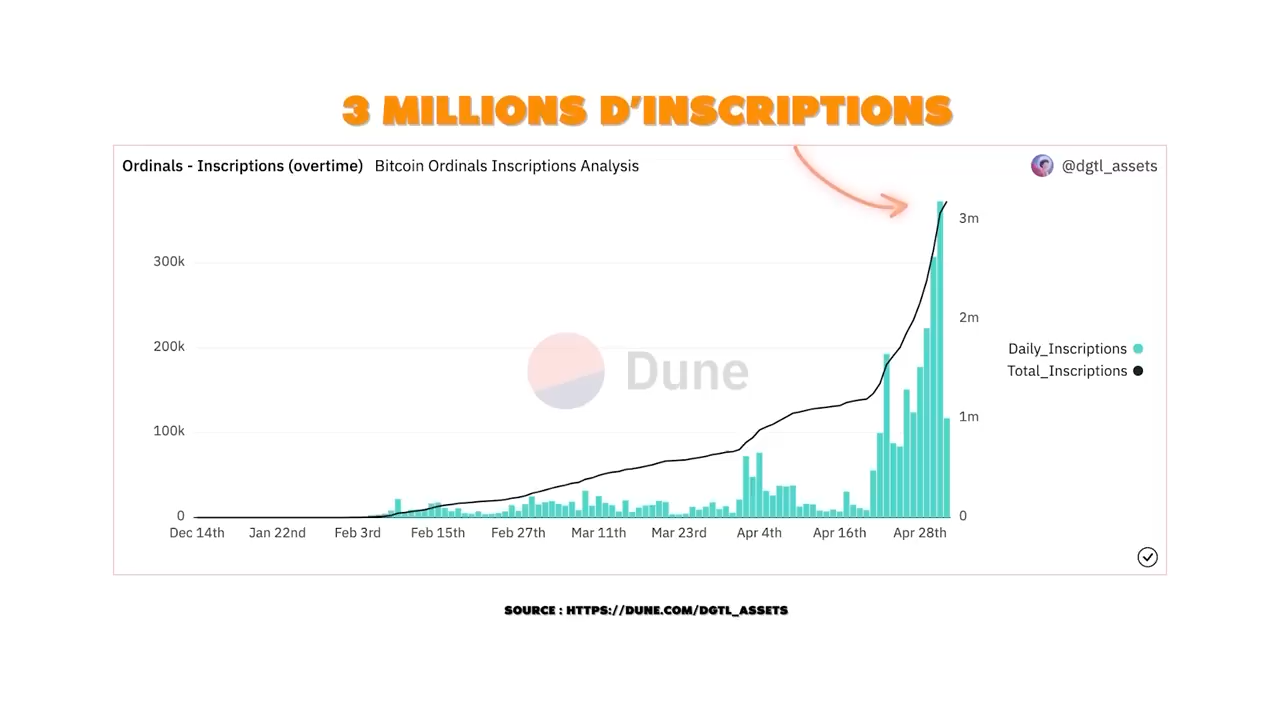 3 MILLIONS D'INSCRIPTIONS
Ordinals - Inscriptions (overtime) Bitcoin Ordinals Inscriptions Analysis
@dgtl_assets
300k
200k
100k
0
3m
2m
1m
0
Dune
Daily_Inscriptions
Total_Inscriptions
Dec 14th Jan 22nd Feb 3rd Feb 15th Feb 27th Mar 11th Mar 23rd Apr 4th Apr 16th Apr 28th
SOURCE : HTTPS://DUNE.COM/DGTL_ASSETS